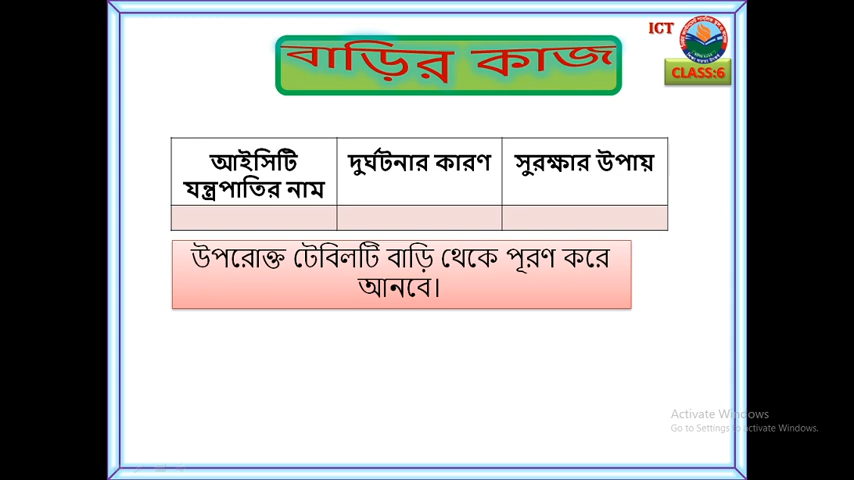 ICT
বাড়ির কাজ
CLASS:6
আইসিটি
যন্ত্রপাতির নাম
দুর্ঘটনার কারণ
সুরক্ষার উপায়
উপরোক্ত টেবিলটি বাড়ি থেকে পূরণ করে
আনবে।
Activate Windows
Go to Settings to activate Windows.